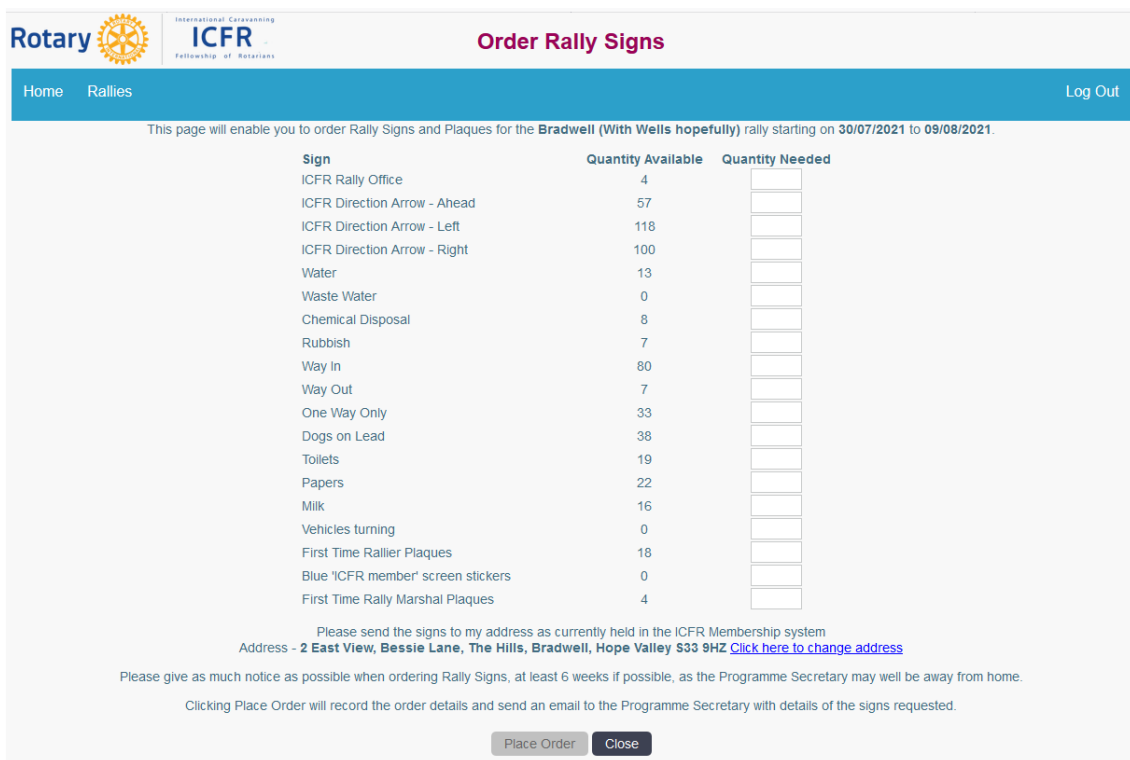 Rotary
International Caravanning
ICFR
Fellowship of Rotarians
Order Rally Signs
Home Rallies Log Out
This page will enable you to order Rally Signs and Plaques for the Bradwell (With Wells hopefully) rally starting on 30/07/2021 to 09/08/2021.
Sign Quantity Available Quantity Needed
ICFR Rally Office 4
ICFR Direction Arrow - Ahead 57
ICFR Direction Arrow - Left 118
ICFR Direction Arrow - Right 100
Water 13
Waste Water 0
Chemical Disposal 8
Rubbish 7
Way In 80
Way Out 7
One Way Only 33
Dogs on Lead 38
Toilets 19
Papers 22
Milk 16
Vehicles turning 0
First Time Rallier Plaques 18
Blue 'ICFR member' screen stickers 0
First Time Rally Marshal Plaques 4
Please send the signs to my address as currently held in the ICFR Membership system
Address - 2 East View, Bessie Lane, The Hills, Bradwell, Hope Valley S33 9HZ Click here to change address
Please give as much notice as possible when ordering Rally Signs, at least 6 weeks if possible, as the Programme Secretary may well be away from home.
Clicking Place Order will record the order details and send an email to the Programme Secretary with details of the signs requested.
Place Order Close